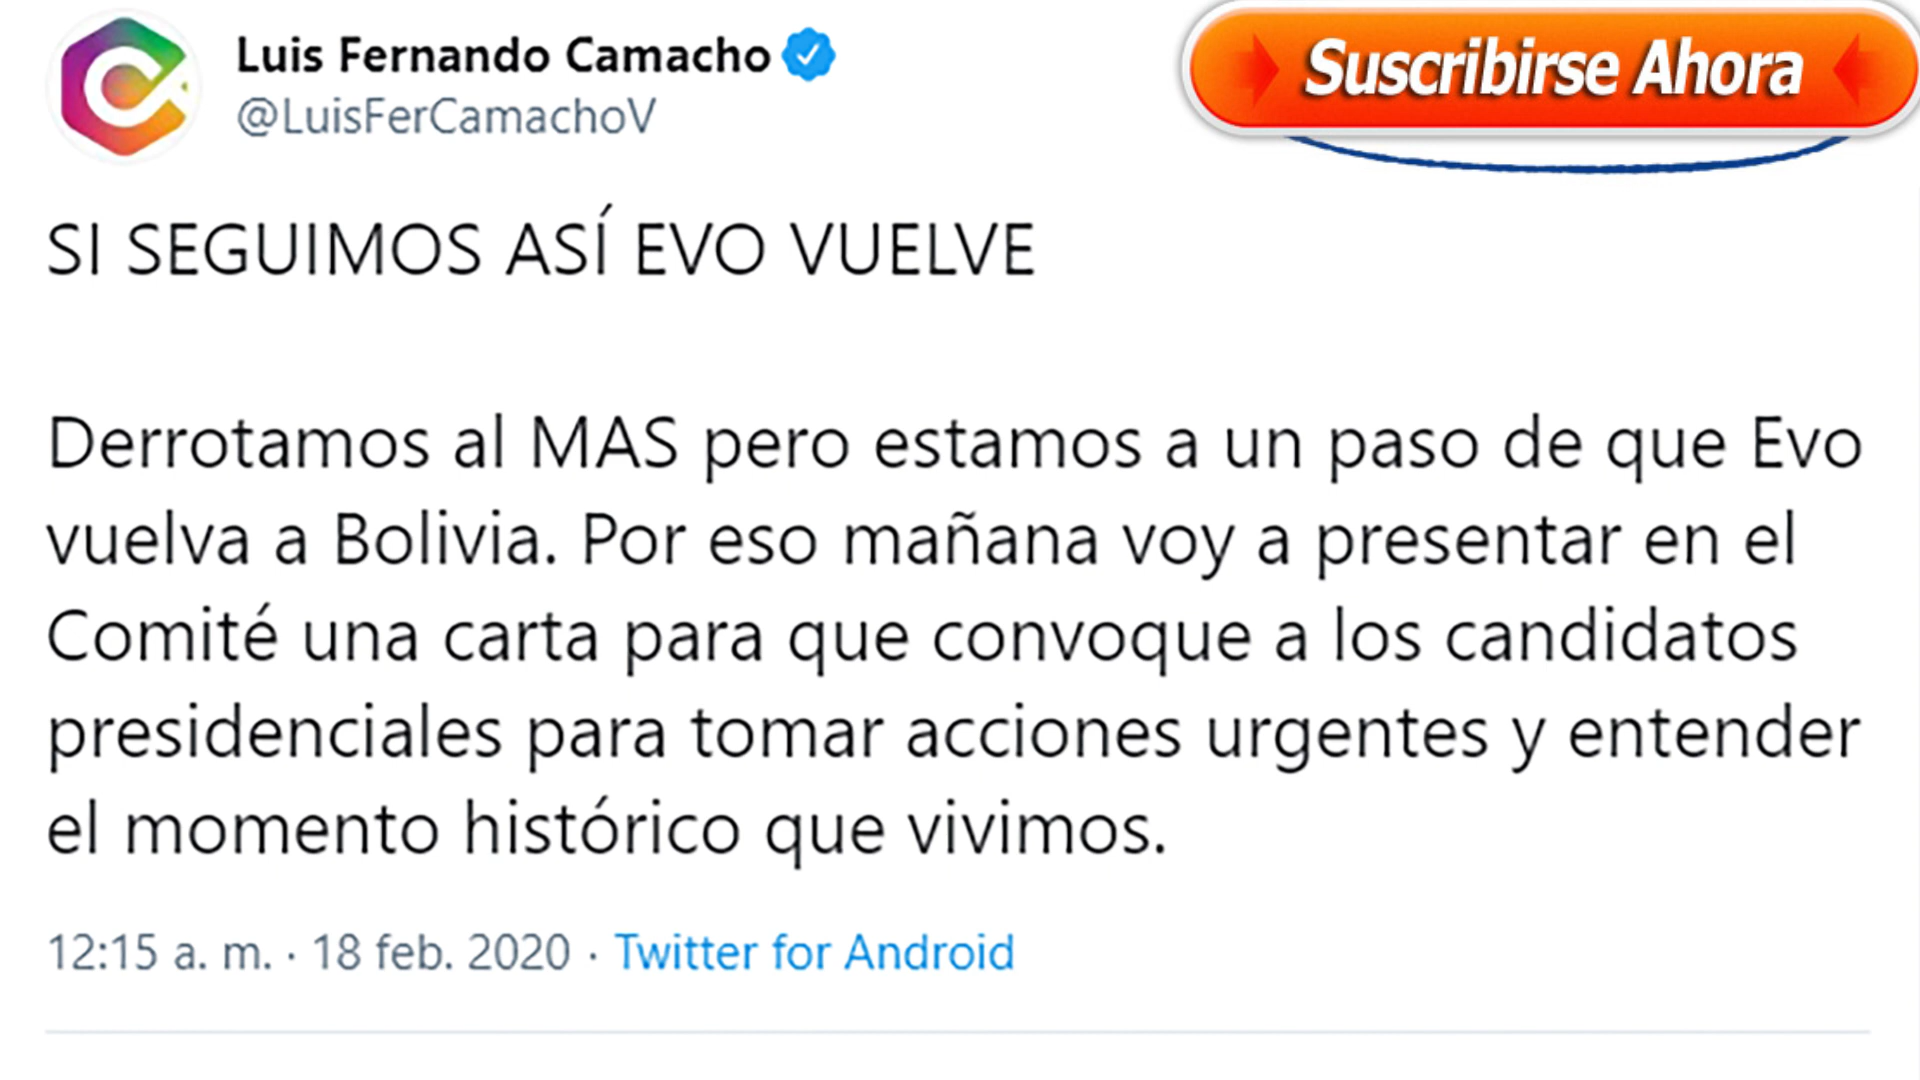 Luis Fernando Camacho
@LuisFerCamachoV
Suscribirse Ahora
SI SEGUIMOS ASÍ EVO VUELVE
Derrotamos al MAS pero estamos a un paso de que Evo
vuelva a Bolivia. Por eso mañana voy a presentar en el
Comité una carta para que convoque a los candidatos
presidenciales para tomar acciones urgentes y entender
el momento histórico que vivimos.
12:15 a. m. · 18 feb. 2020 · Twitter for Android